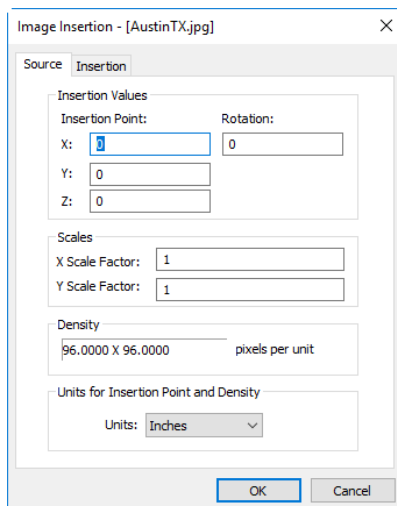 Image Insertion - [AustinTX.jpg]
Source Insertion
Insertion Values
Insertion Point: Rotation:
X: 0 0
Y: 0
Z: 0
Scales
X Scale Factor: 1
Y Scale Factor: 1
Density
96.0000 X 96.0000 pixels per unit
Units for Insertion Point and Density
Units: Inches
OK Cancel